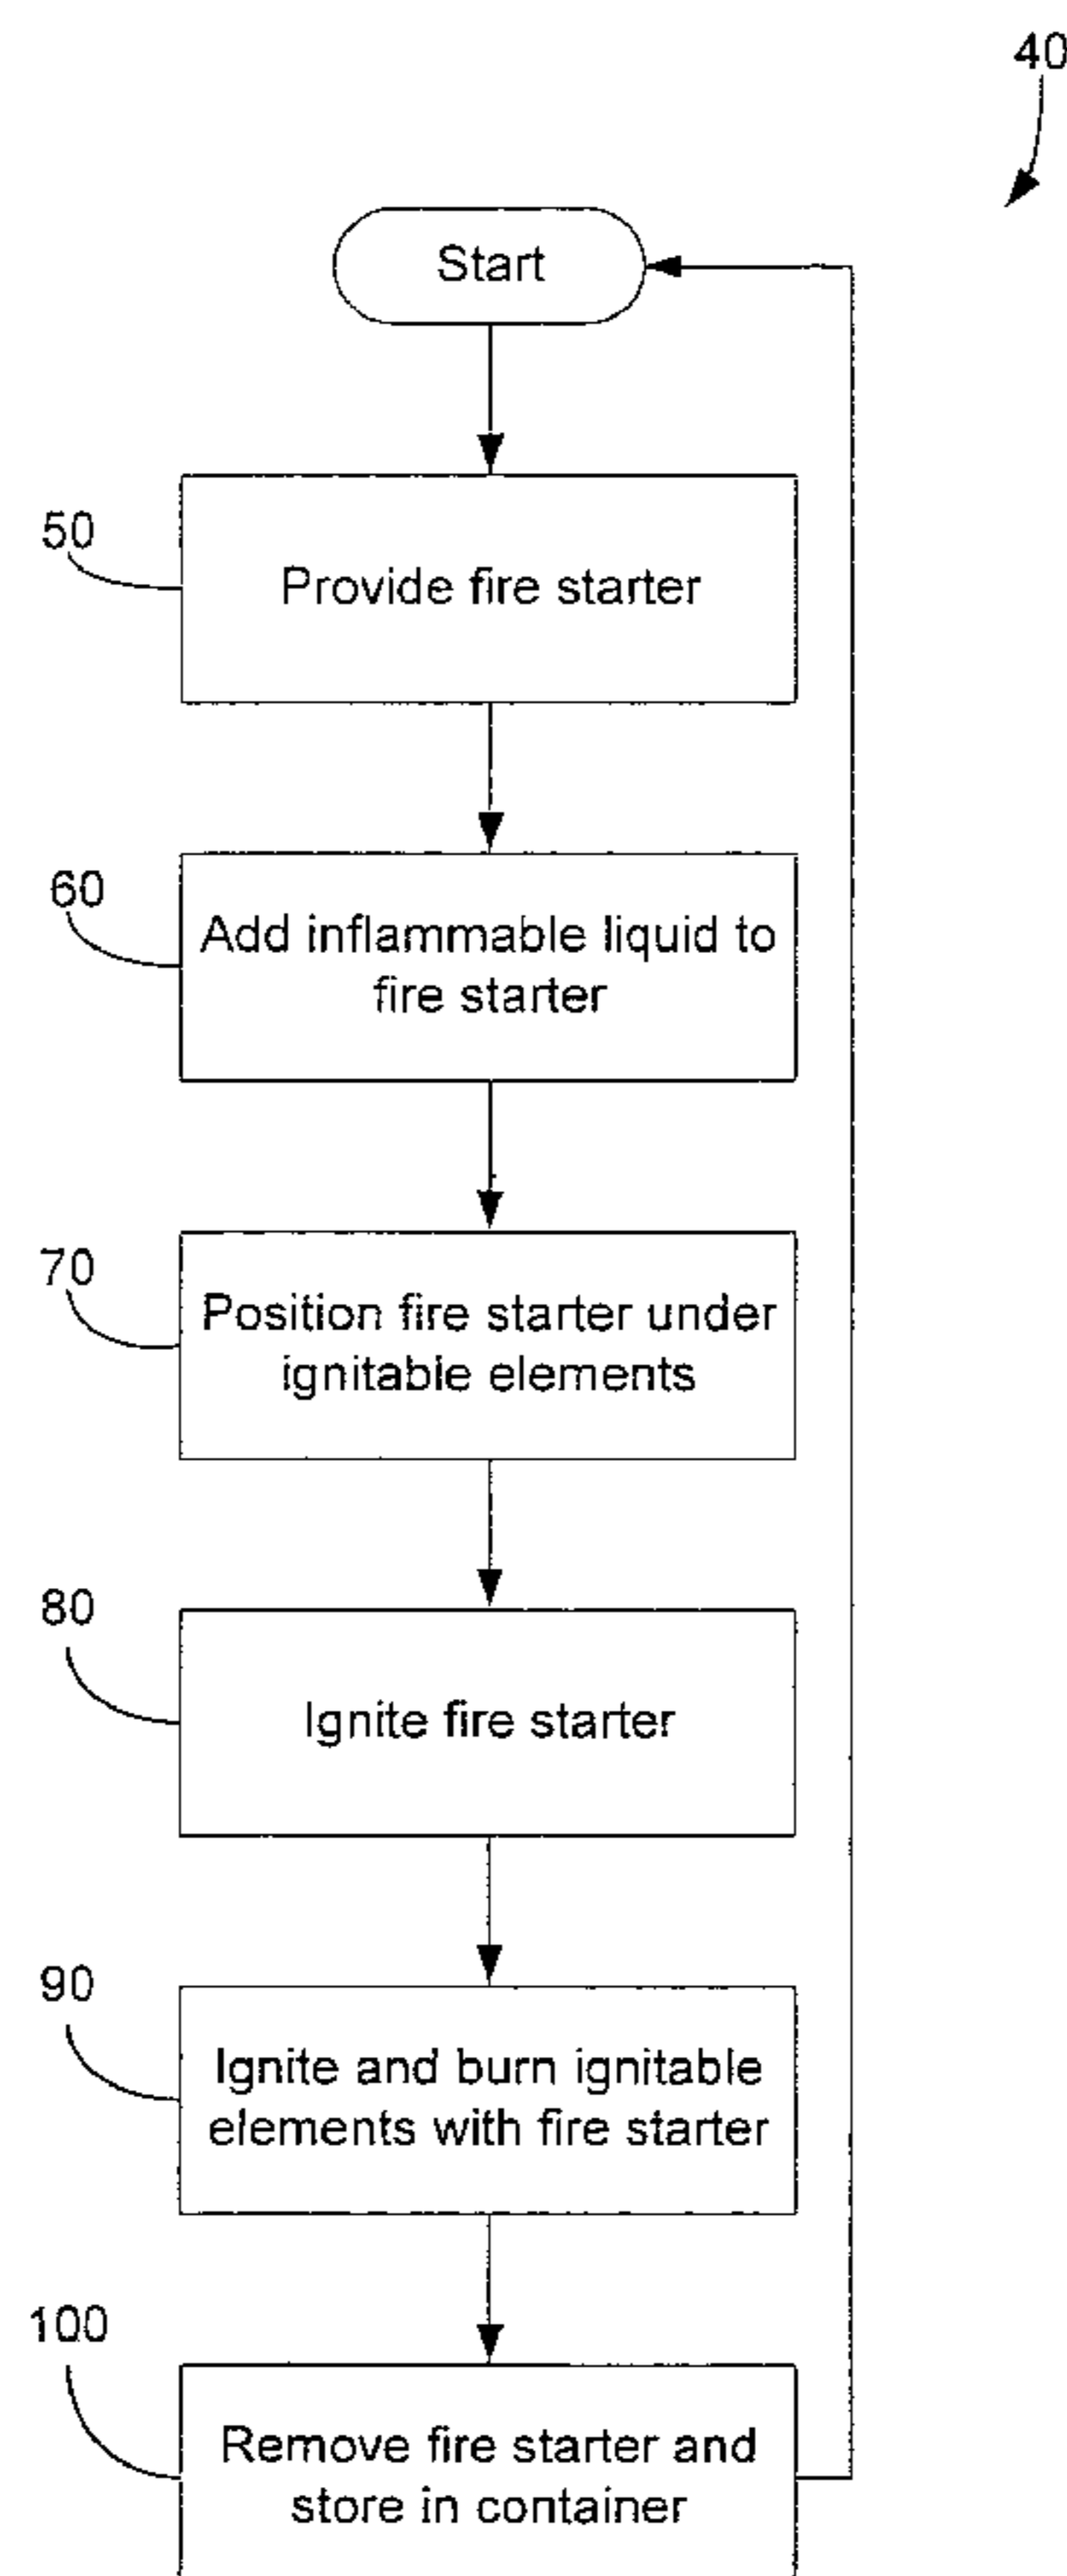 40
Start
50
Provide fire starter
60
Add inflammable liquid to
fire starter
70
Position fire starter under
ignitable elements
80
Ignite fire starter
90
Ignite and burn ignitable
elements with fire starter
100
Remove fire starter and
store in container